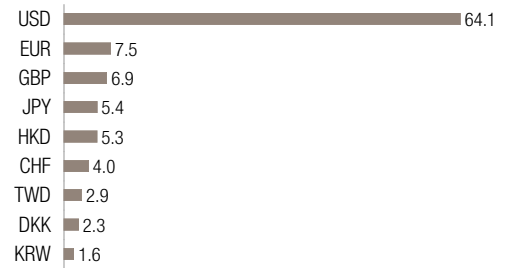 USD 64.1
EUR 7.5
GBP 6.9
JPY 5.4
HKD 5.3
CHF 4.0
TWD 2.9
DKK 2.3
KRW 1.6